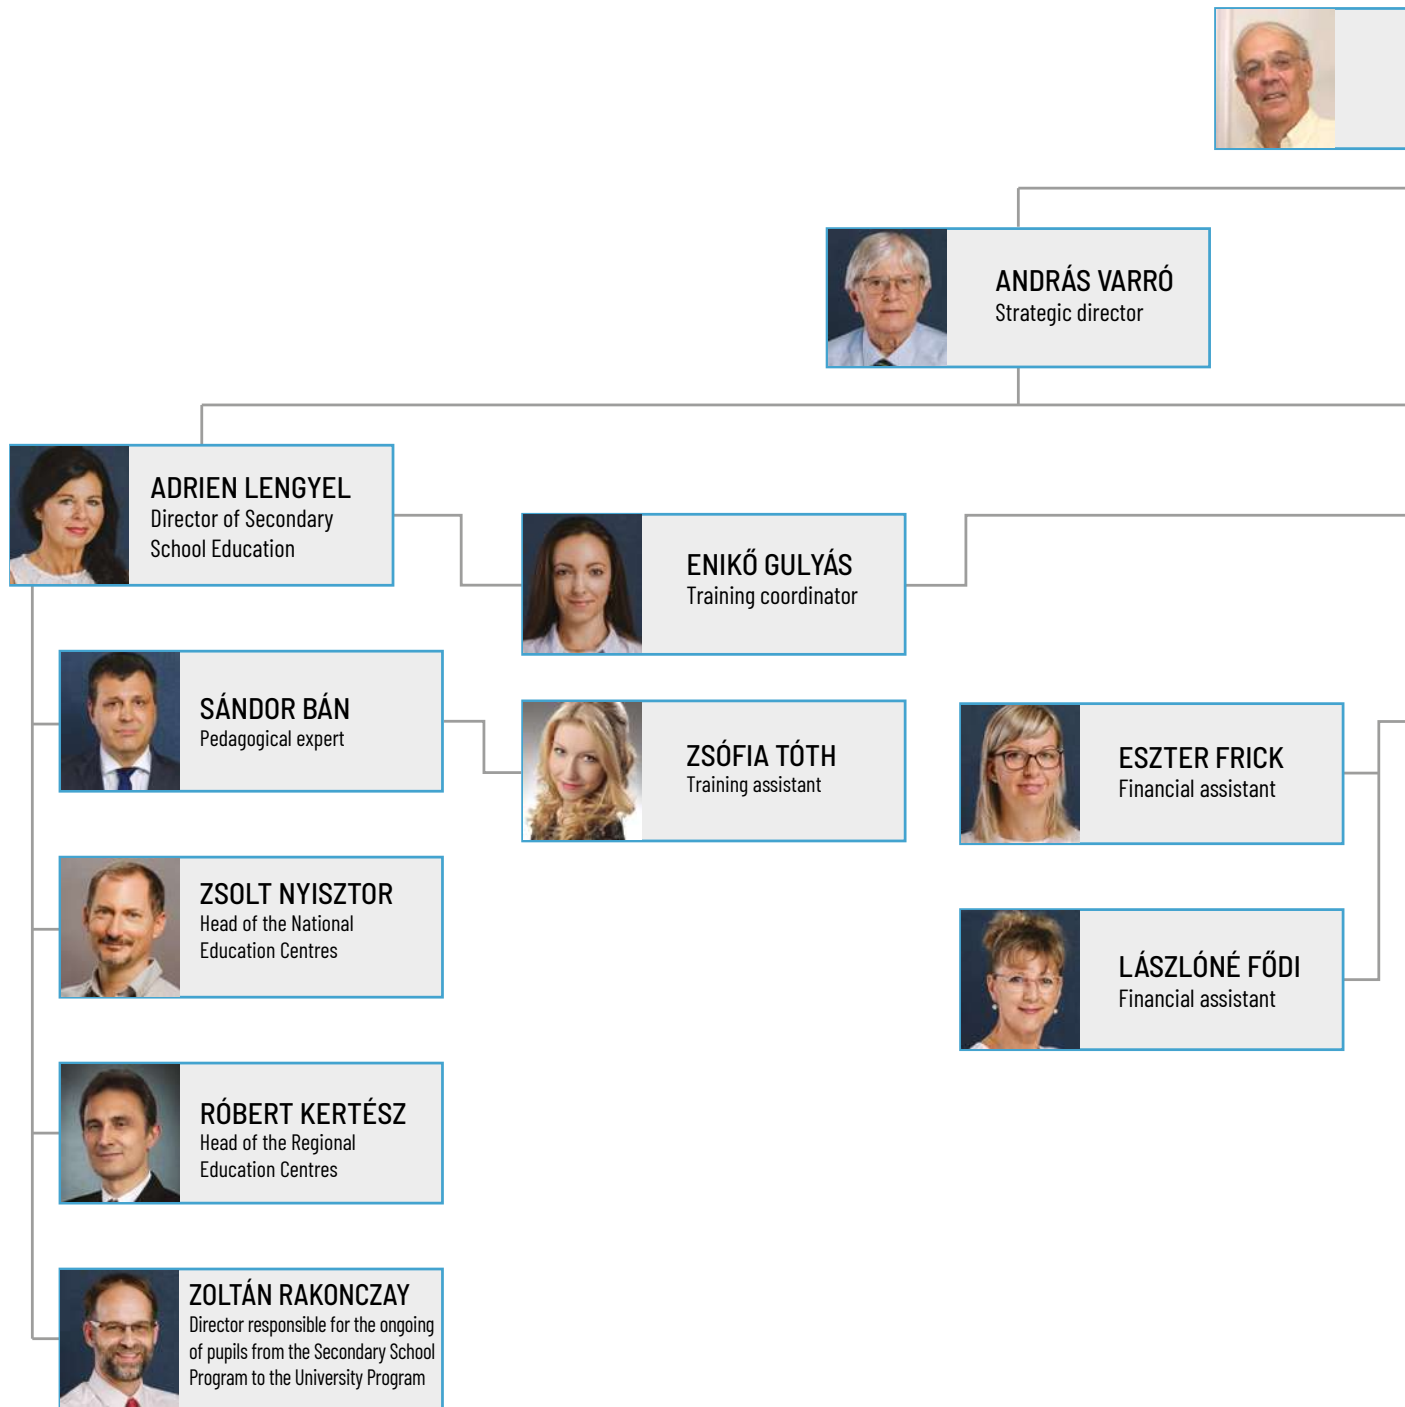 ANDRÁS VARRÓ
Strategic director
ADRIEN LENGYEL
Director of Secondary
School Education
ENIKŐ GULYÁS
Training coordinator
SÁNDOR BÁN
Pedagogical expert
ZSÓFIA TÓTH
Training assistant
ESZTER FRICK
Financial assistant
ZSOLT NYISZTOR
Head of the National
Education Centres
LÁSZLÓNÉ FŐDI
Financial assistant
RÓBERT KERTÉSZ
Head of the Regional
Education Centres
ZOLTÁN RAKONCZAY
Director responsible for the ongoing
of pupils from the Secondary School
Program to the University Program